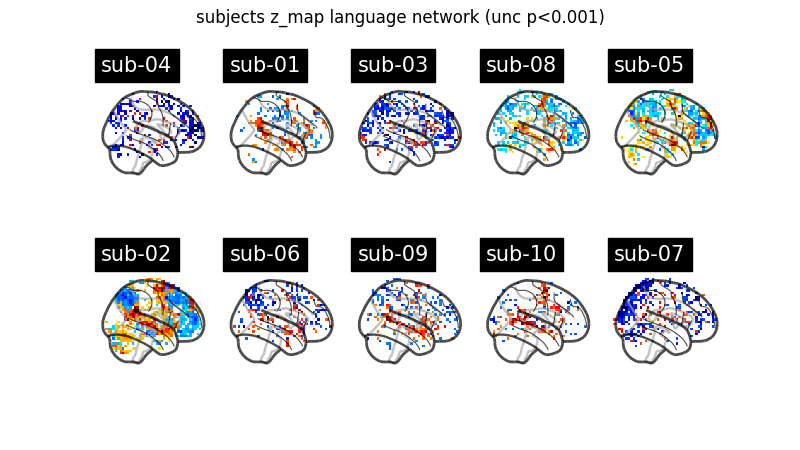 subjects z_map language network (unc p<0.001)
sub-04
sub-01
sub-03
sub-08
sub-05
sub-02
sub-06
sub-09
sub-10
sub-07